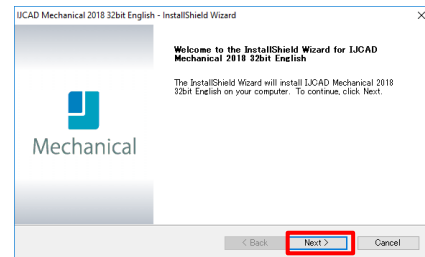 IJCAD Mechanical 2018 32bit English - InstallShield Wizard
Welcome to the InstallShield Wizard for IJCAD
Mechanical 2018 32bit English
The InstallShield Wizard will install IJCAD Mechanical 2018
32bit English on your computer. To continue, click Next.
Mechanical
< Back
Next >
Cancel